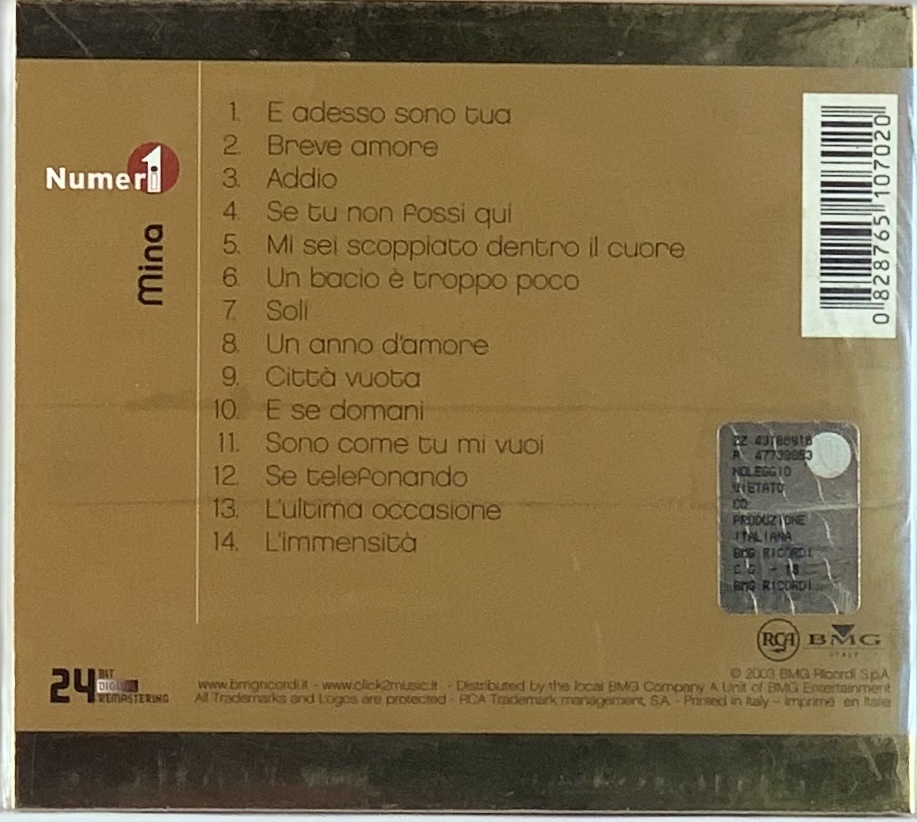 1. E adesso sono tua
2. Breve amore
3. Addio
4. Se tu non fossi qui
5. Mi sei scoppiato dentro il cuore
6. Un bacio è troppo poco
7. Soli
8. Un anno d'amore
9. Città vuota
10. E se domani
11. Sono come tu mi vuoi
12. Se telefonando
13. L'ultima occasione
14. L'immensità
Numeri1
mina
0 828765 107020
NOLEGGIO
VIETATO
CD
PRODUZIONE
ITALIANA
BMG RICORDI
BMG RICORDI
RCA BMG
ITALY
24 BIT
DIGITAL
REMASTERING
© 2003 BMG Ricordi S.p.A
www.bmgricordi.it - www.click2music.it - Distributed by the local BMG Company A Unit of BMG Entertainment
All Trademarks and Logos are protected - RCA Trademark management, SA - Printed in Italy - Imprimé en Italie